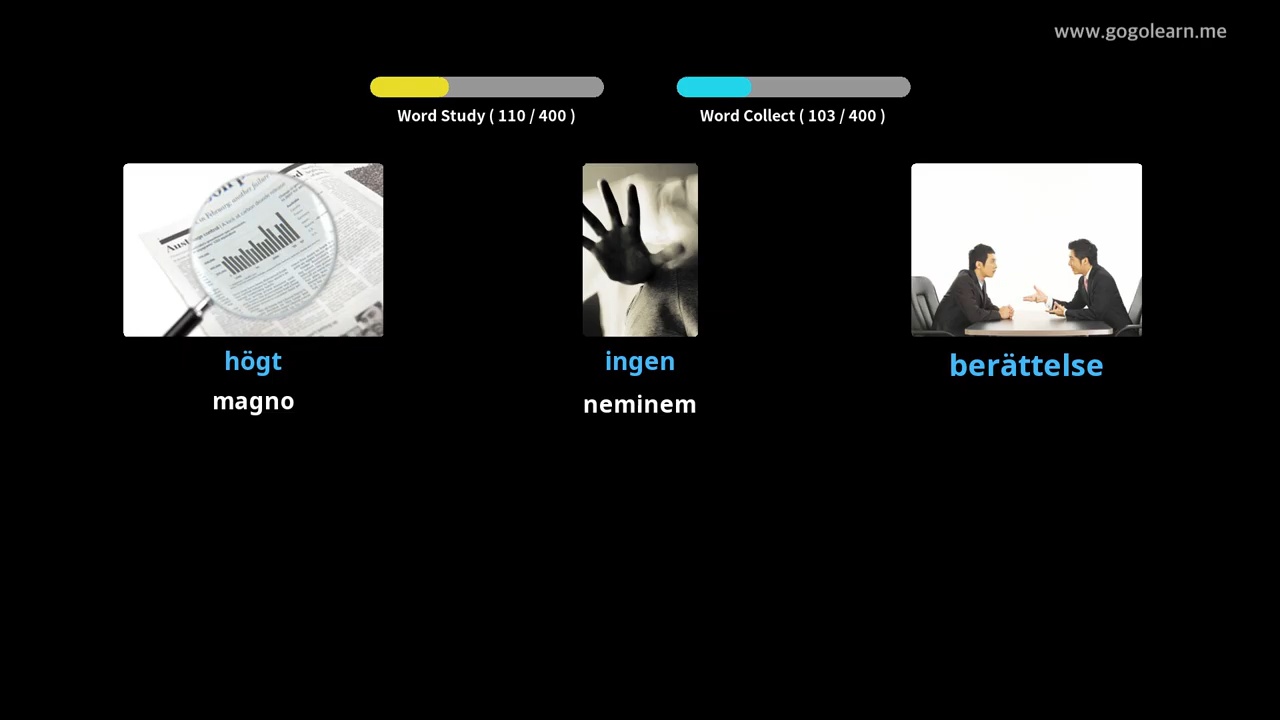 www.gogolearn.me
Word Study ( 110 / 400 )
Word Collect ( 103 / 400 )
högt
ingen
berättelse
magno
neminem